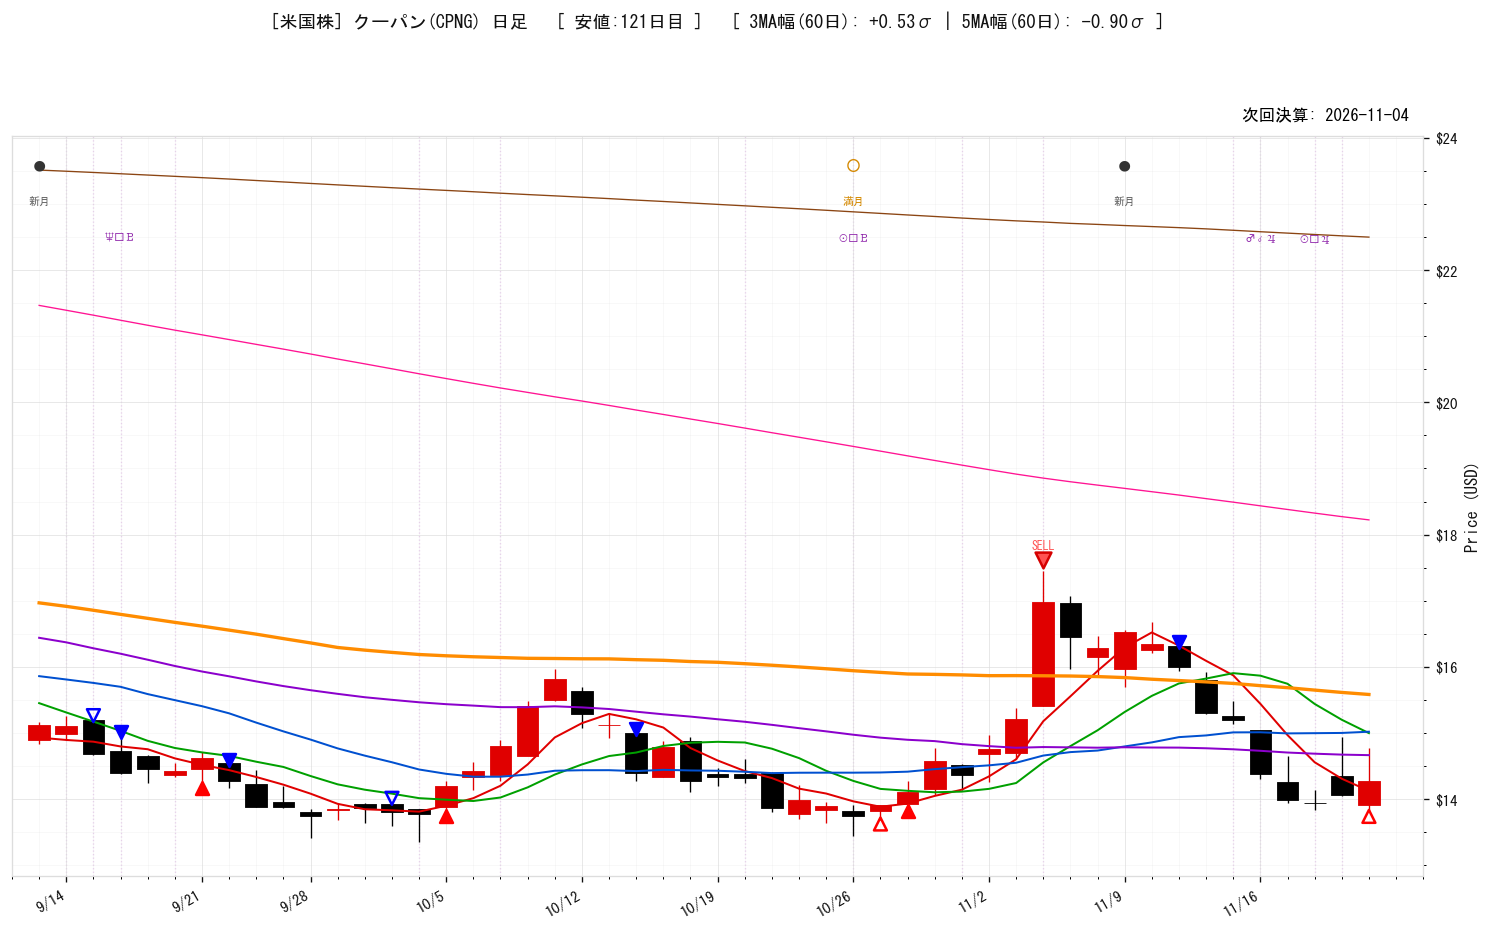 [米国株] クーパン(CPNG) 日足 [ 安値:121日目 ] [ 3MA幅(60日): +0.53σ | 5MA幅(60日): -0.90σ ]
次回決算: 2026-11-04
$24
新月
満月
新月
♆□♇
☉□♇
♂☌♃
☉□♃
$22
$20
$18
SELL
Price (USD)
$16
$14
9/14
9/21
9/28
10/5
10/12
10/19
10/26
11/2
11/9
11/16